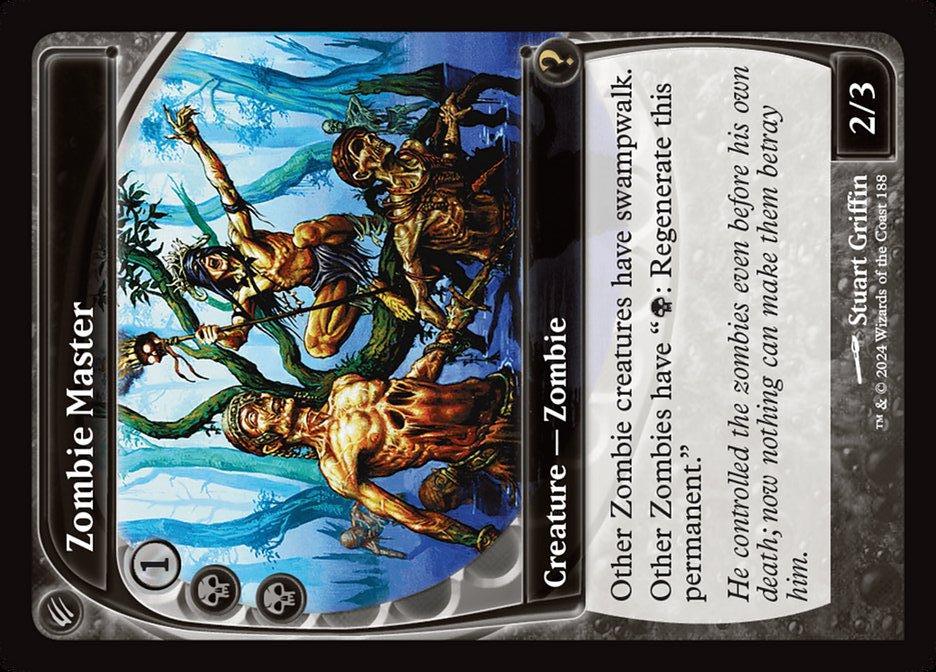 Zombie Master
1
Creature — Zombie
Other Zombie creatures have swampwalk.
Other Zombies have “: Regenerate this
permanent.”
He controlled the zombies even before his own
death; now nothing can make them betray
him.
2/3
Stuart Griffin
™ & © 2024 Wizards of the Coast 188